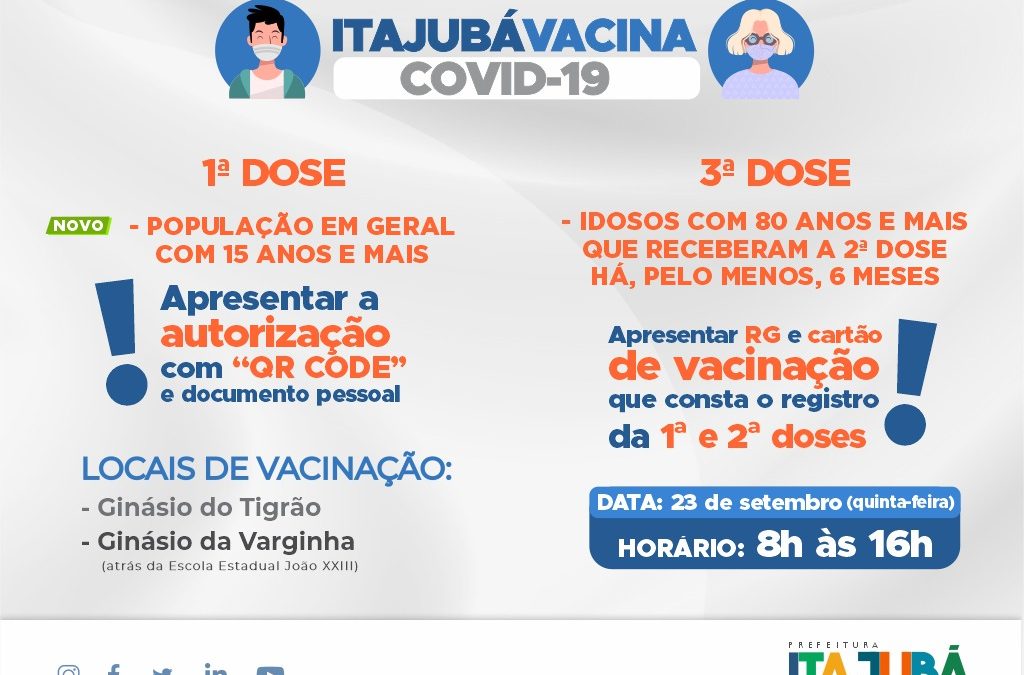 ITAJUBÁVACINA
COVID-19
1ª DOSE
NOVO - POPULAÇÃO EM GERAL
COM 15 ANOS E MAIS
Apresentar a
autorização
com “QR CODE”
e documento pessoal
LOCAIS DE VACINAÇÃO:
- Ginásio do Tigrão
- Ginásio da Varginha
(atrás da Escola Estadual João XXIII)
3ª DOSE
- IDOSOS COM 80 ANOS E MAIS
QUE RECEBERAM A 2ª DOSE
HÁ, PELO MENOS, 6 MESES
Apresentar RG e cartão
de vacinação
que consta o registro
da 1ª e 2ª doses
DATA: 23 de setembro (quinta-feira)
HORÁRIO: 8h às 16h
PREFEITURA
ITAJUBÁ